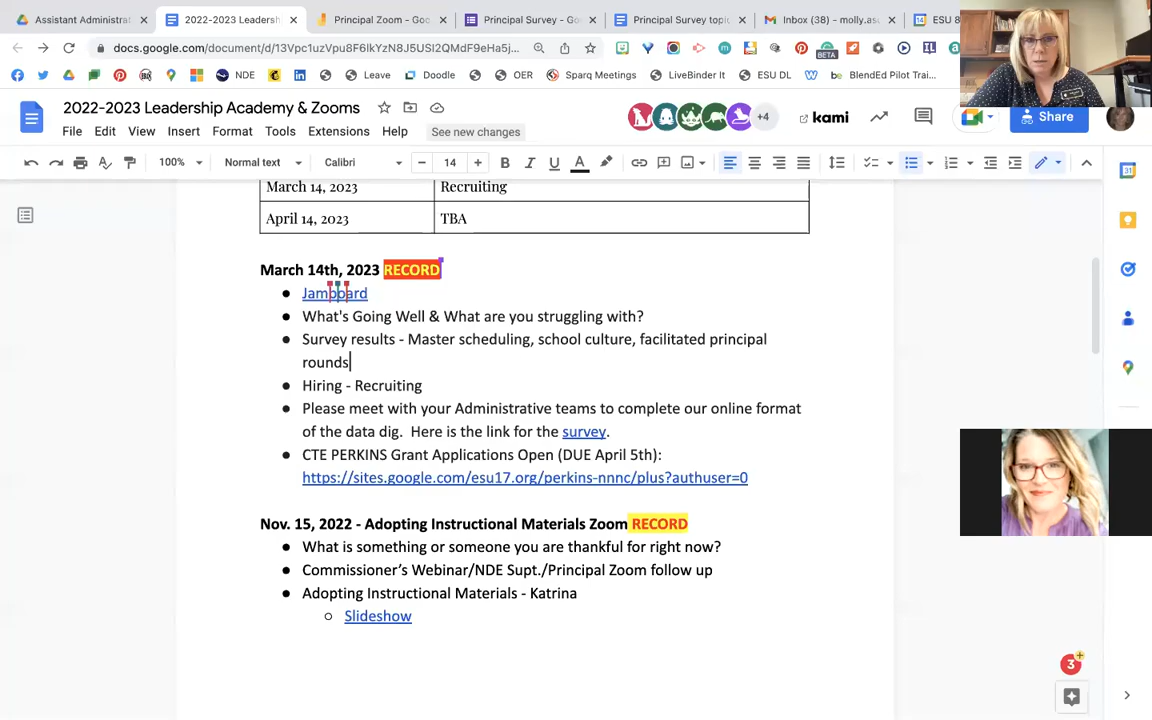 Assistant Administrat
2022-2023 Leadersh
Principal Zoom - Goo
Principal Survey - Go
Principal Survey topic
Inbox (38) - molly.as
ESU 8
docs.google.com/document/d/13Vpc1uzVpu8F6IkYzN8J5USI2QMdF9eHa5j...
BETA
NDE
Leave
Doodle
OER
Sparq Meetings
LiveBinder It
ESU DL
BlendEd Pilot Trai...
2022-2023 Leadership Academy & Zooms
+4
kami
Share
File Edit View Insert Format Tools Extensions Help
See new changes
100% Normal text Calibri 14
March 14, 2023 Recruiting
April 14, 2023 TBA
March 14th, 2023 RECORD
● Jamboard
● What's Going Well & What are you struggling with?
● Survey results - Master scheduling, school culture, facilitated principal
rounds
● Hiring - Recruiting
● Please meet with your Administrative teams to complete our online format
of the data dig. Here is the link for the survey.
● CTE PERKINS Grant Applications Open (DUE April 5th):
https://sites.google.com/esu17.org/perkins-nnnc/plus?authuser=0
Nov. 15, 2022 - Adopting Instructional Materials Zoom RECORD
● What is something or someone you are thankful for right now?
● Commissioner's Webinar/NDE Supt./Principal Zoom follow up
● Adopting Instructional Materials - Katrina
○ Slideshow
3